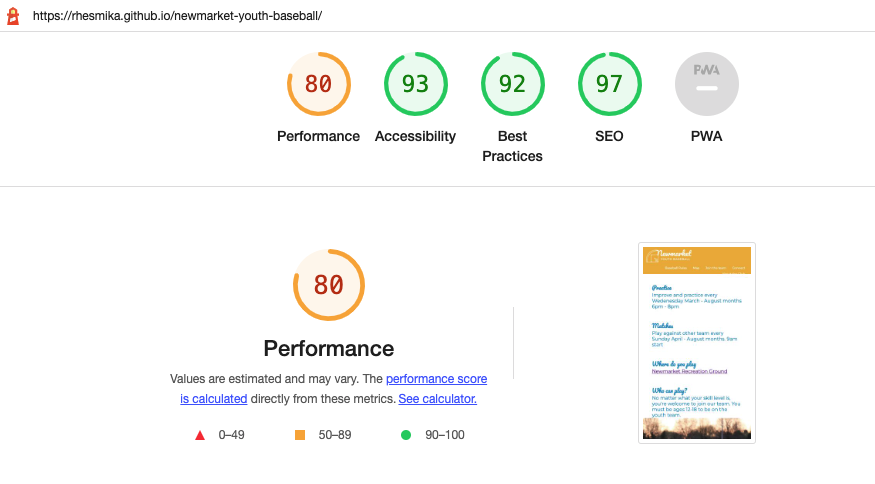 https://rhesmika.github.io/newmarket-youth-baseball/
80
93
92
97
PWA
Performance
Accessibility
Best
Practices
SEO
PWA
80
Performance
Values are estimated and may vary. The performance score
is calculated directly from these metrics. See calculator.
0–49
50–89
90–100
Newmarket
Practice
Improve and practice every
Wednesday March - August months
6pm - 8pm
Matches
Play against other team every
Sunday April - August months, 9am
start
Where do you play
Newmarket Recreation Ground
Who can play?
No matter what your skill level is,
you're welcome to join our team. You
must be ages 12-18 to be on the
youth team.